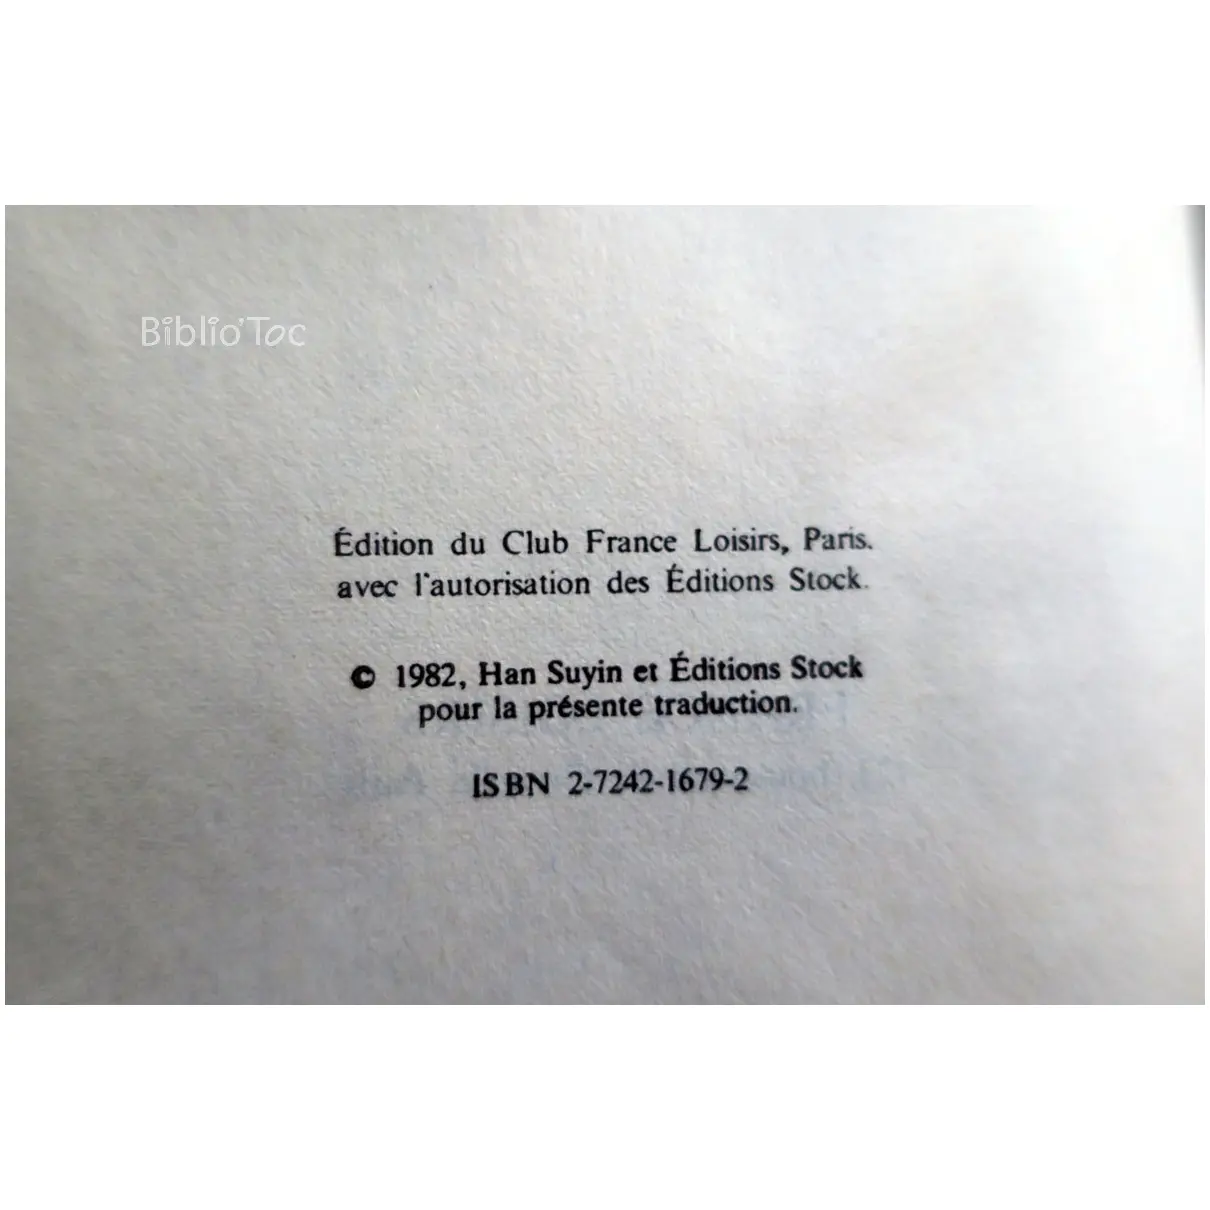 Biblio'Toc
Édition du Club France Loisirs, Paris.
avec l'autorisation des Éditions Stock.
© 1982, Han Suyin et Éditions Stock
pour la présente traduction.
ISBN 2-7242-1679-2